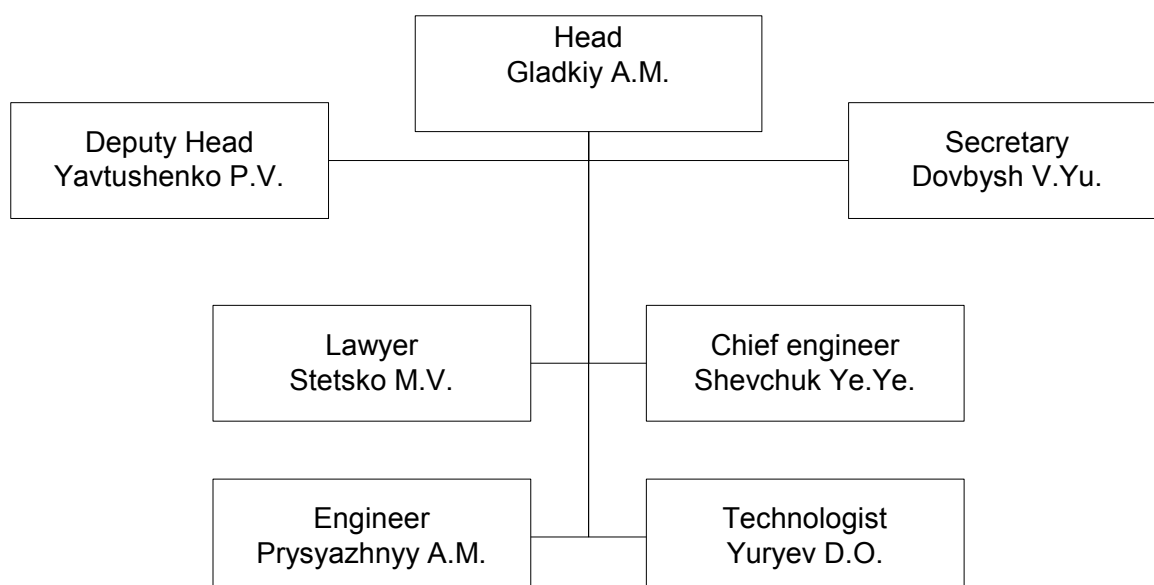 Head
Gladkiy A.M.
Deputy Head
Yavtushenko P.V.
Secretary
Dovbysh V.Yu.
Lawyer
Stetsko M.V.
Chief engineer
Shevchuk Ye.Ye.
Engineer
Prysyazhnyy A.M.
Technologist
Yuryev D.O.